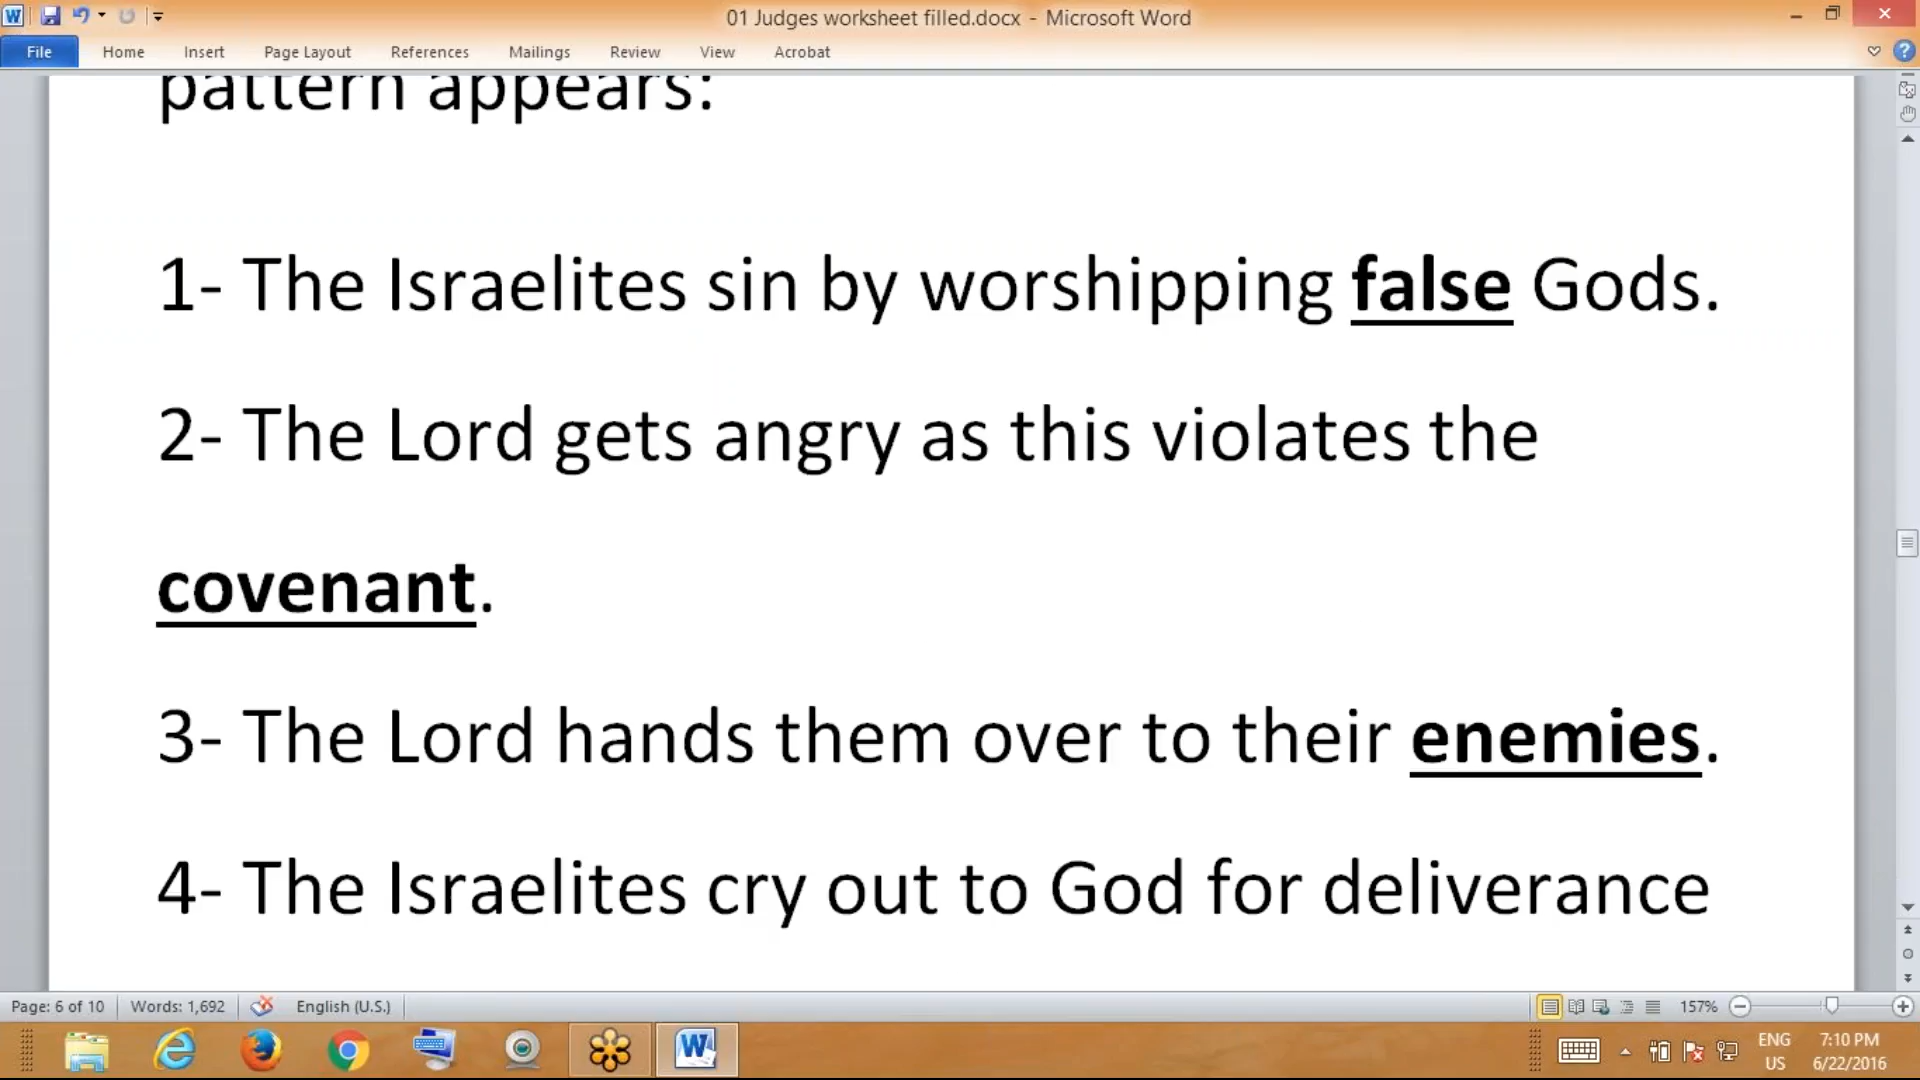 01 Judges worksheet filled.docx - Microsoft Word
File Home Insert Page Layout References Mailings Review View Acrobat
pattern appears:
1- The Israelites sin by worshipping false Gods.
2- The Lord gets angry as this violates the
covenant.
3- The Lord hands them over to their enemies.
4- The Israelites cry out to God for deliverance
Page: 6 of 10 Words: 1,692 English (U.S.) 157%
ENG 7:10 PM
US 6/22/2016